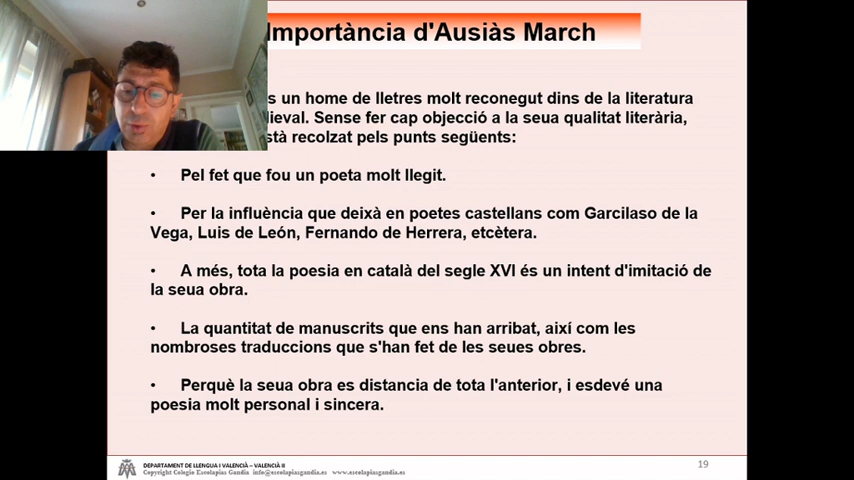 Importància d'Ausiàs March
s un home de lletres molt reconegut dins de la literatura
ieval. Sense fer cap objecció a la seua qualitat literària,
stà recolzat pels punts següents:
• Pel fet que fou un poeta molt llegit.
• Per la influència que deixà en poetes castellans com Garcilaso de la
Vega, Luis de León, Fernando de Herrera, etcètera.
• A més, tota la poesia en català del segle XVI és un intent d'imitació de
la seua obra.
• La quantitat de manuscrits que ens han arribat, així com les
nombroses traduccions que s'han fet de les seues obres.
• Perquè la seua obra es distancia de tota l'anterior, i esdevé una
poesia molt personal i sincera.
DEPARTAMENT DE LLENGUA I VALENCIÀ – VALENCIÀ II
Copyright Colegio Escolapias Gandia info@escolapiasgandia.es www.escolapiasgandia.es
19